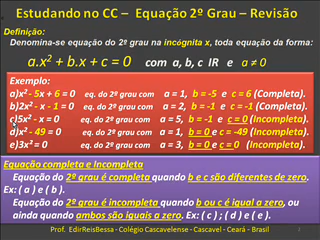 Estudando no CC – Equação 2º Grau – Revisão
Definição:
Denomina-se equação do 2º grau na incógnita x, toda equação da forma:
a.x² + b.x + c = 0 com a, b, c IR e a ≠ 0
Exemplo:
a)x² - 5x + 6 = 0 eq. do 2º grau com a = 1, b = -5 e c = 6 (Completa).
b)2x² - x - 1 = 0 eq. do 2º grau com a = 2, b = -1 e c = -1 (Completa).
c)5x² - x = 0 eq. do 2º grau com a = 5, b = -1 e c = 0 (Incompleta).
d)x² - 49 = 0 eq. do 2º grau com a = 1, b = 0 e c = -49 (Incompleta).
e)3x² = 0 eq. do 2º grau com a = 3, b = 0 e c = 0 (Incompleta).
Equação completa e Incompleta
Equação do 2º grau é completa quando b e c são diferentes de zero.
Ex: ( a ) e ( b ).
Equação do 2º grau é incompleta quando b ou c é igual a zero, ou
ainda quando ambos são iguais a zero. Ex: ( c ) ; ( d ) e ( e ).
Prof. EdirReisBessa - Colégio Cascavelense - Cascavel - Ceará - Brasil